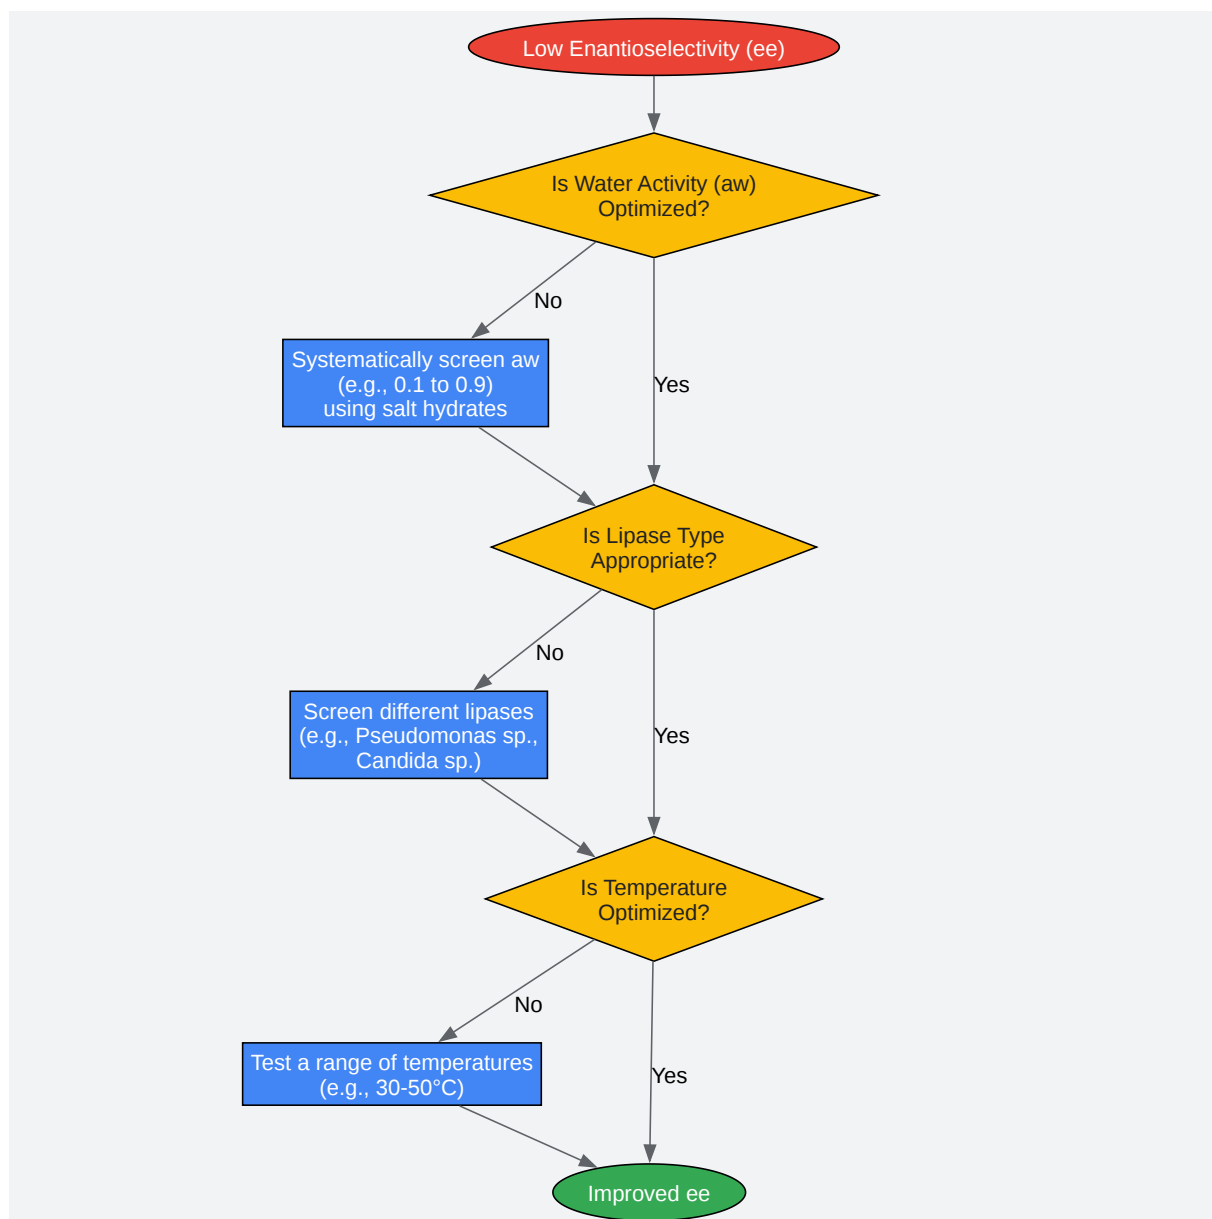 Low Enantioselectivity (ee)
Is Water Activity (aw)
Optimized?
No
Systematically screen aw
(e.g., 0.1 to 0.9)
using salt hydrates
Yes
Is Lipase Type
Appropriate?
No
Screen different lipases
(e.g., Pseudomonas sp.,
Candida sp.)
Yes
Is Temperature
Optimized?
No
Test a range of temperatures
(e.g., 30-50°C)
Yes
Improved ee